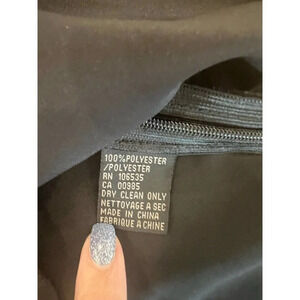 100%POLYESTER
/POLYESTER
RN 106535
CA 00985
DRY CLEAN ONLY
NETTOYAGE A SEC
MADE IN CHINA
FABRIQUE A CHINE